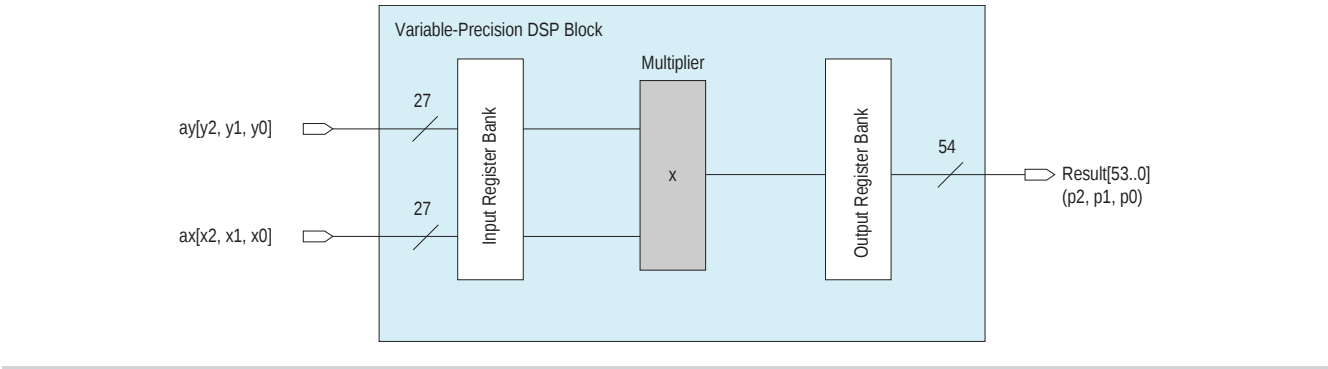 Variable-Precision DSP Block
Multiplier
27
ay[y2, y1, y0]
Input Register Bank
x
Output Register Bank
54
Result[53..0]
(p2, p1, p0)
27
ax[x2, x1, x0]